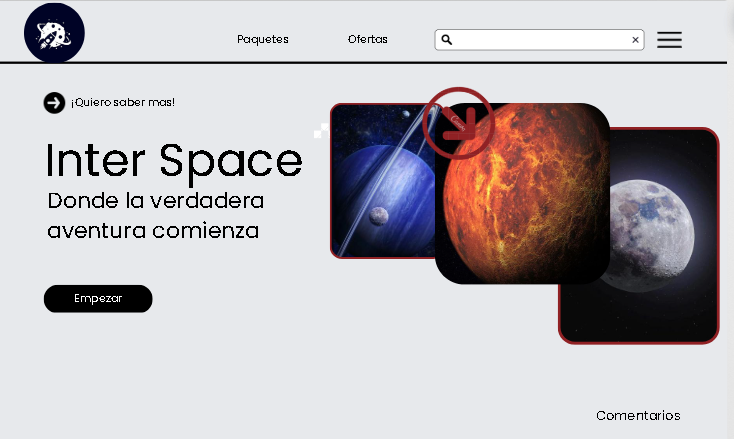 Paquetes
Ofertas
¡Quiero saber mas!
Inter Space
Donde la verdadera
aventura comienza
Empezar
Comentarios